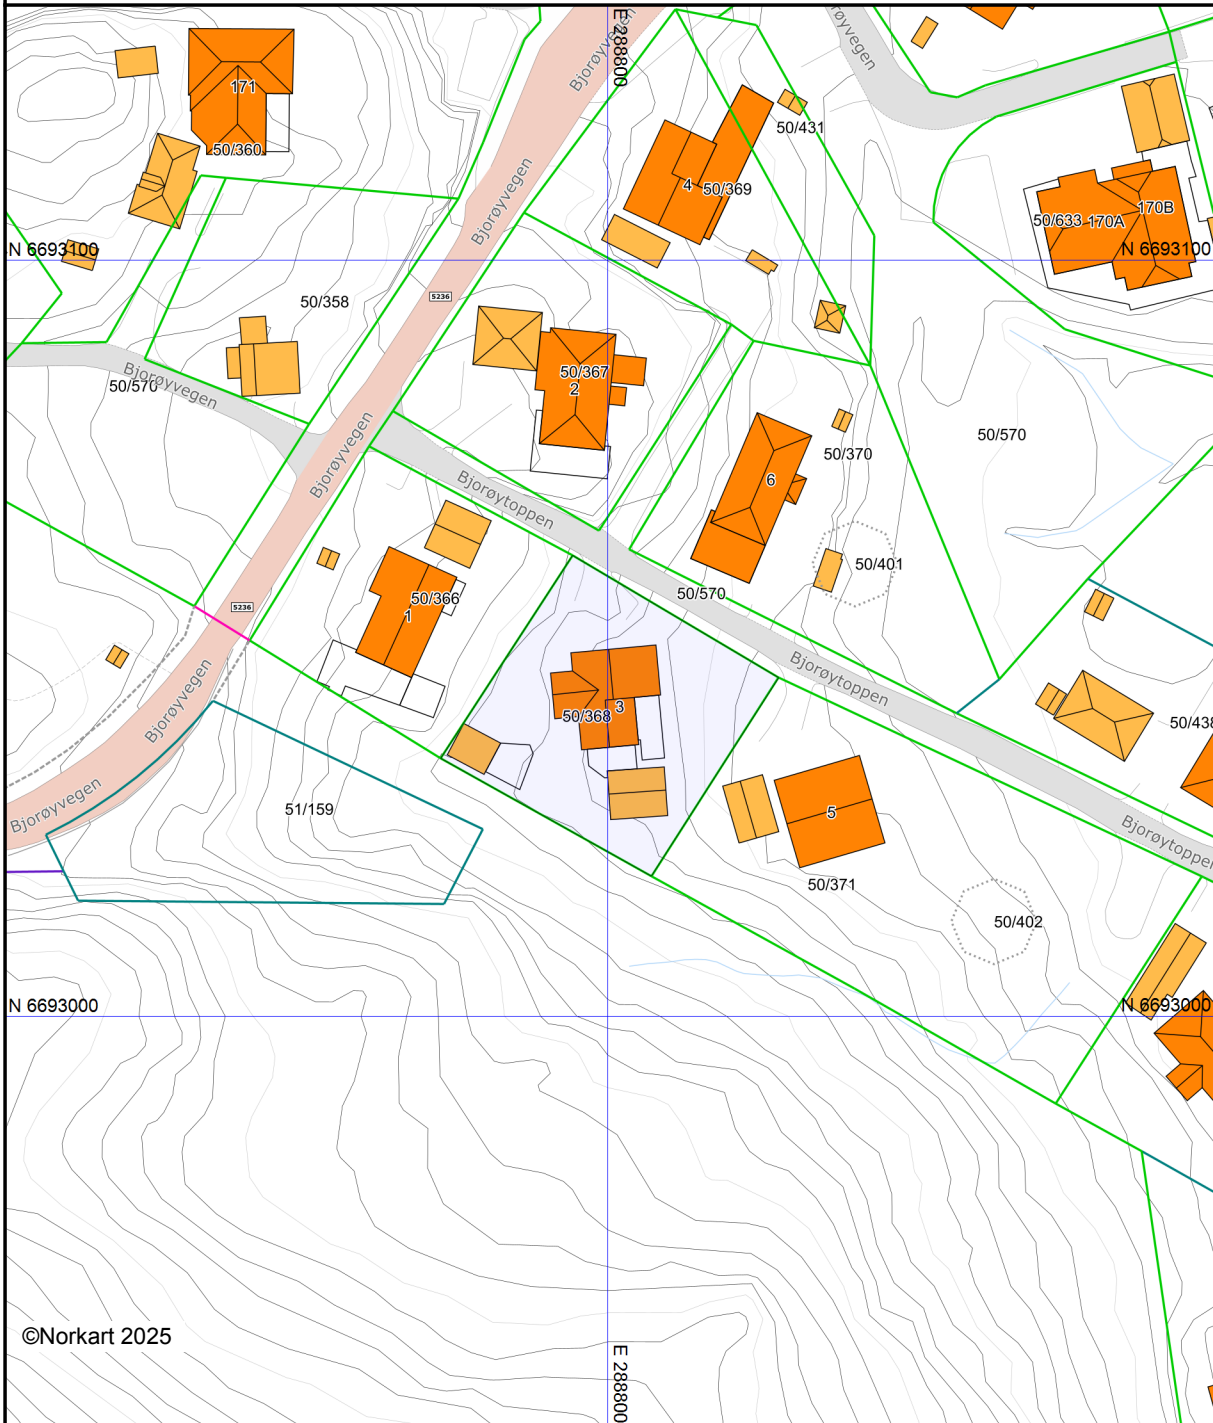 øyvegen
Bjorøyvegen
E 288800
171
50/431
50/360
4
50/369
50/633
170A
170B
Bjorøyvegen
N 6693100
N 6693100
5236
50/358
50/367
2
50/570
Bjorøyvegen
Bjorøyvegen
50/570
50/370
6
Bjorøytoppen
50/401
50/570
50/366
1
5236
Bjorøytoppen
3
50/368
50/438
Bjorøyvegen
Bjorøyvegen
51/159
5
Bjorøytoppen
50/371
50/402
N 6693000
N 6693000
©Norkart 2025
E 288800